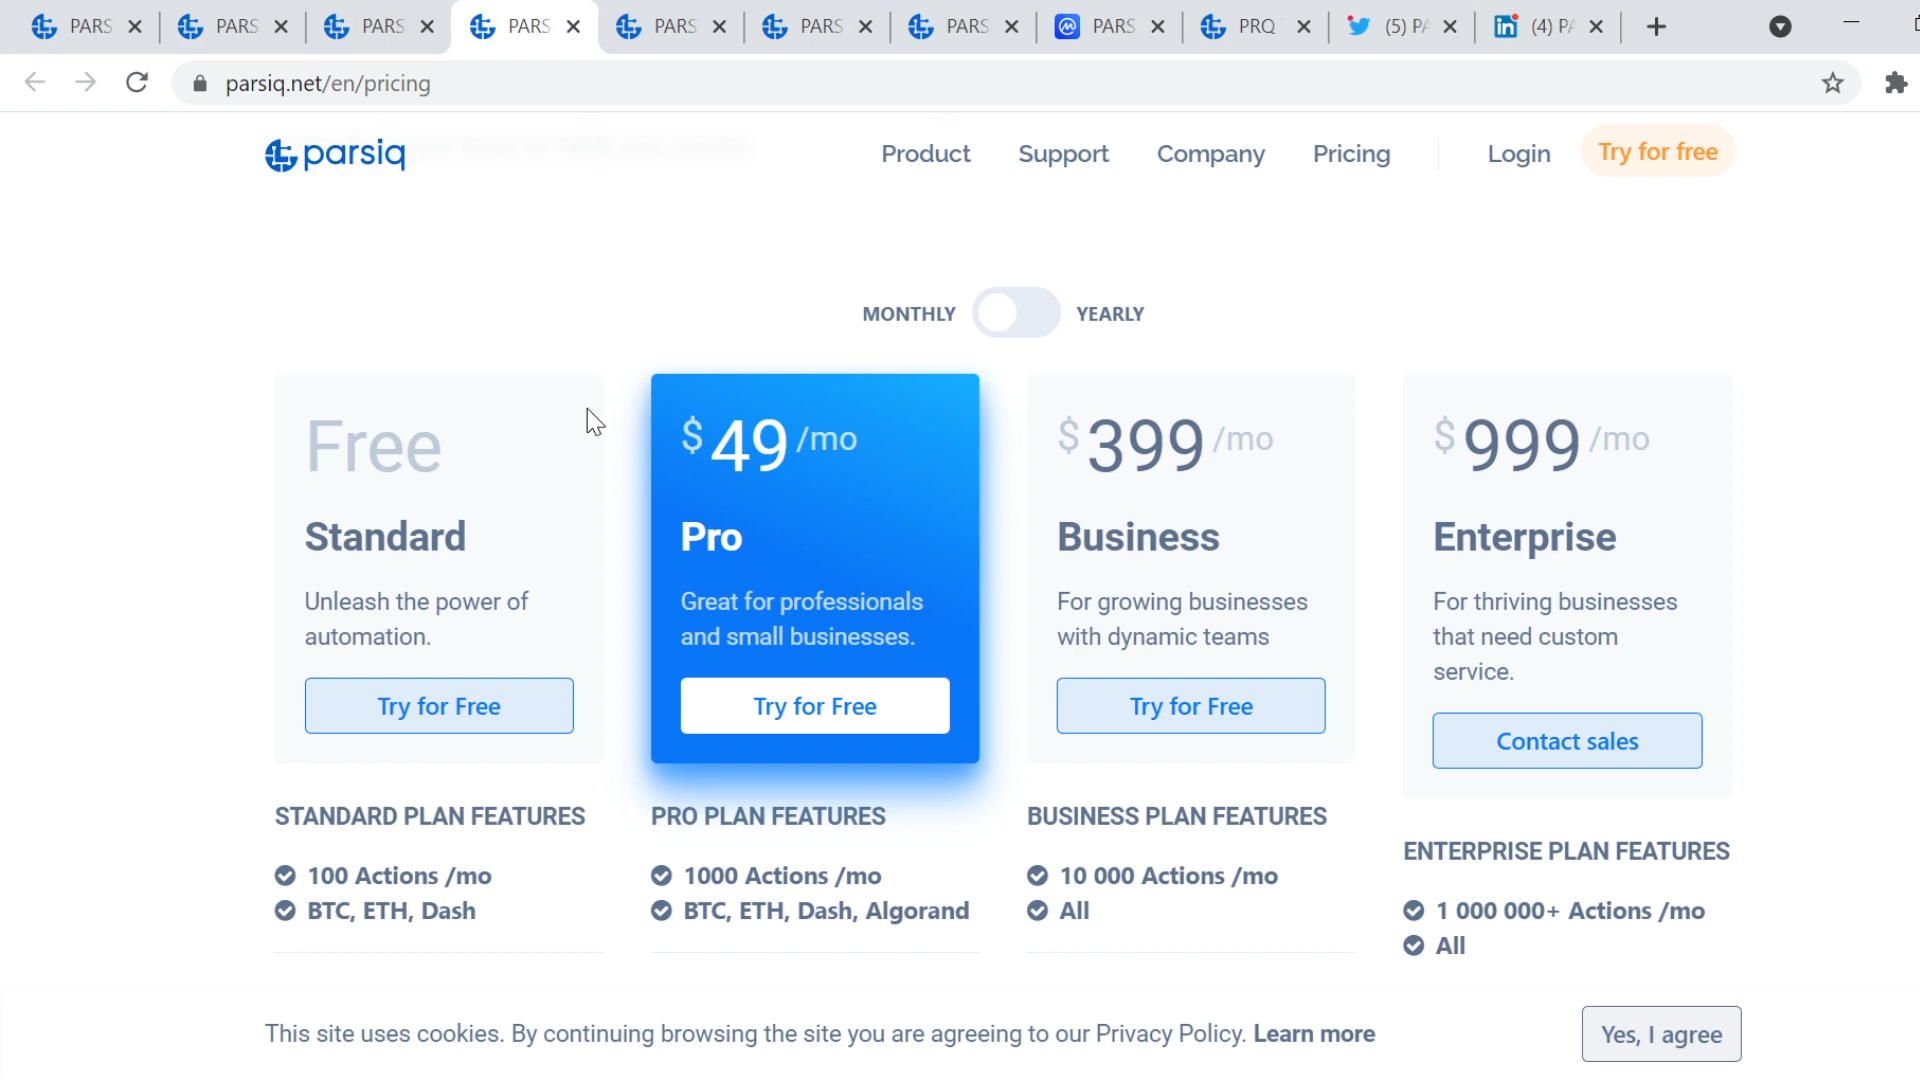 PARS PARS PARS PARS PARS PARS PARS PARS PRQ (5) PA (4) PA
parsiq.net/en/pricing
parsiq Product Support Company Pricing Login Try for free
MONTHLY YEARLY
Free
Standard
Unleash the power of
automation.
Try for Free
STANDARD PLAN FEATURES
100 Actions /mo
BTC, ETH, Dash
$ 49 /mo
Pro
Great for professionals
and small businesses.
Try for Free
PRO PLAN FEATURES
1000 Actions /mo
BTC, ETH, Dash, Algorand
$ 399 /mo
Business
For growing businesses
with dynamic teams
Try for Free
BUSINESS PLAN FEATURES
10 000 Actions /mo
All
$ 999 /mo
Enterprise
For thriving businesses
that need custom
service.
Contact sales
ENTERPRISE PLAN FEATURES
1 000 000+ Actions /mo
All
This site uses cookies. By continuing browsing the site you are agreeing to our Privacy Policy. Learn more
Yes, I agree